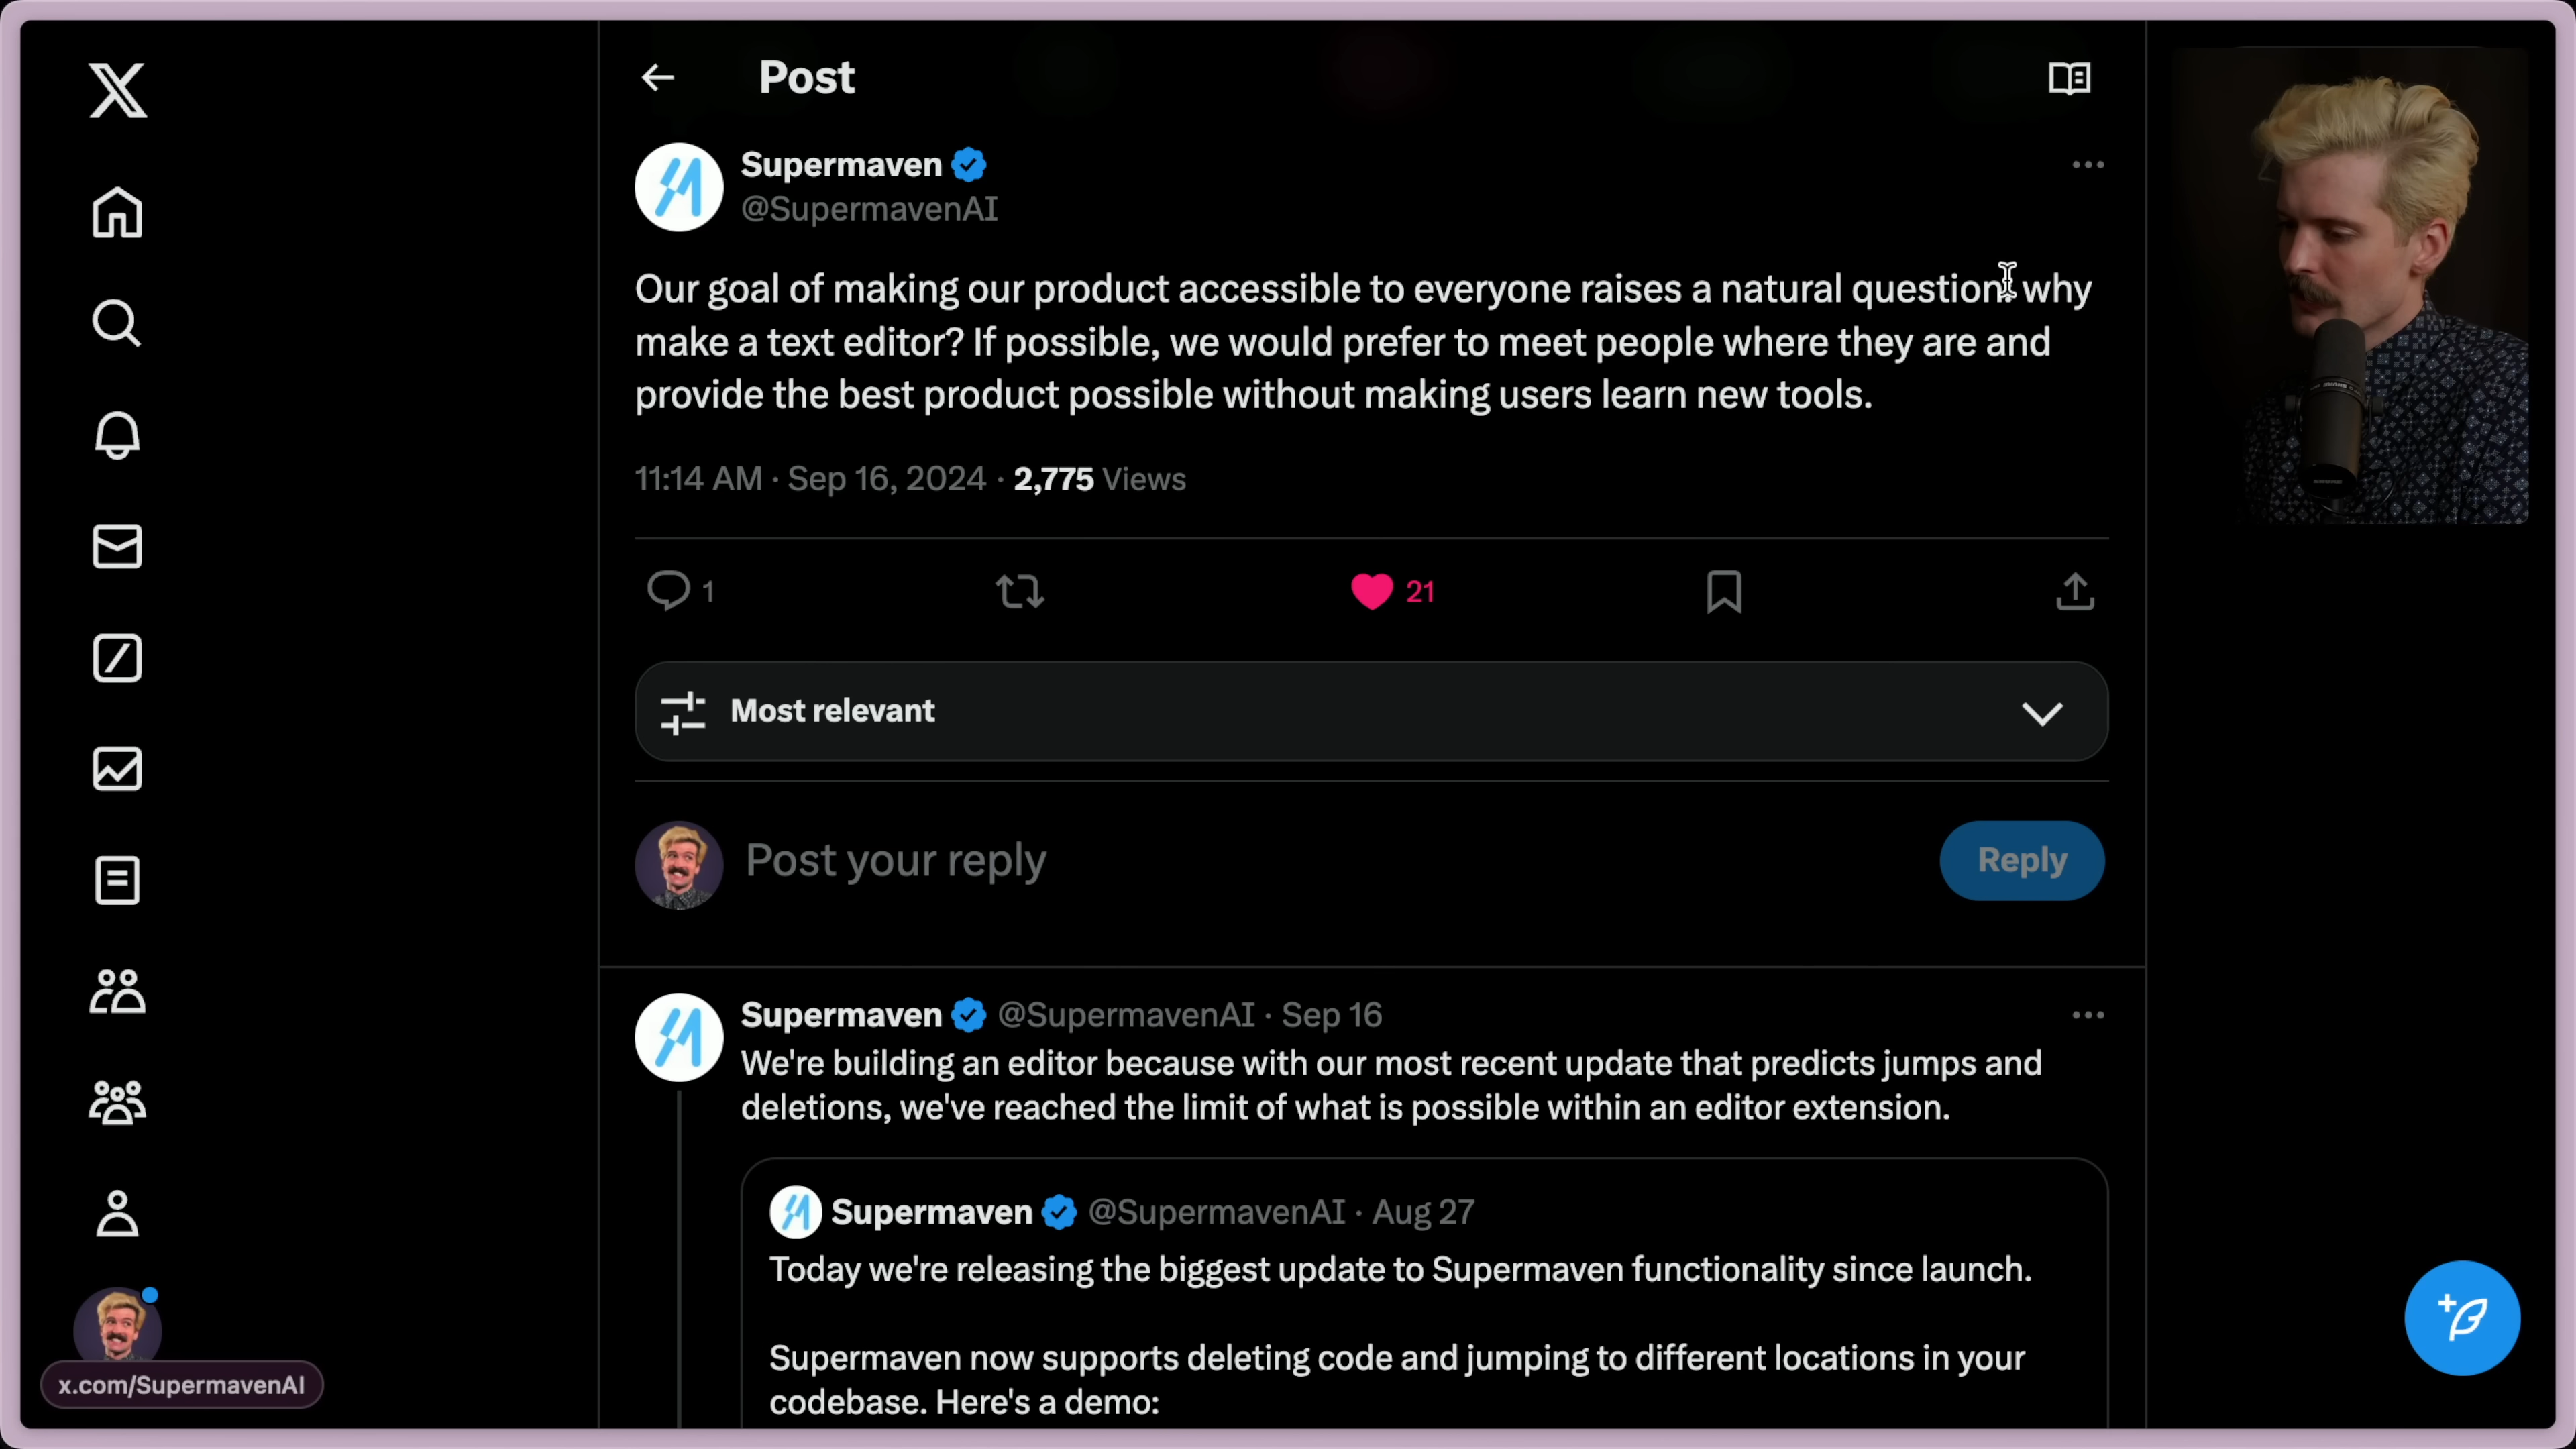 Post
Supermaven
@SupermavenAI
Our goal of making our product accessible to everyone raises a natural question: why
make a text editor? If possible, we would prefer to meet people where they are and
provide the best product possible without making users learn new tools.
11:14 AM · Sep 16, 2024 · 2,775 Views
1
21
Most relevant
Post your reply
Reply
Supermaven @SupermavenAI · Sep 16
We're building an editor because with our most recent update that predicts jumps and
deletions, we've reached the limit of what is possible within an editor extension.
Supermaven @SupermavenAI · Aug 27
Today we're releasing the biggest update to Supermaven functionality since launch.
Supermaven now supports deleting code and jumping to different locations in your
codebase. Here's a demo:
x.com/SupermavenAI